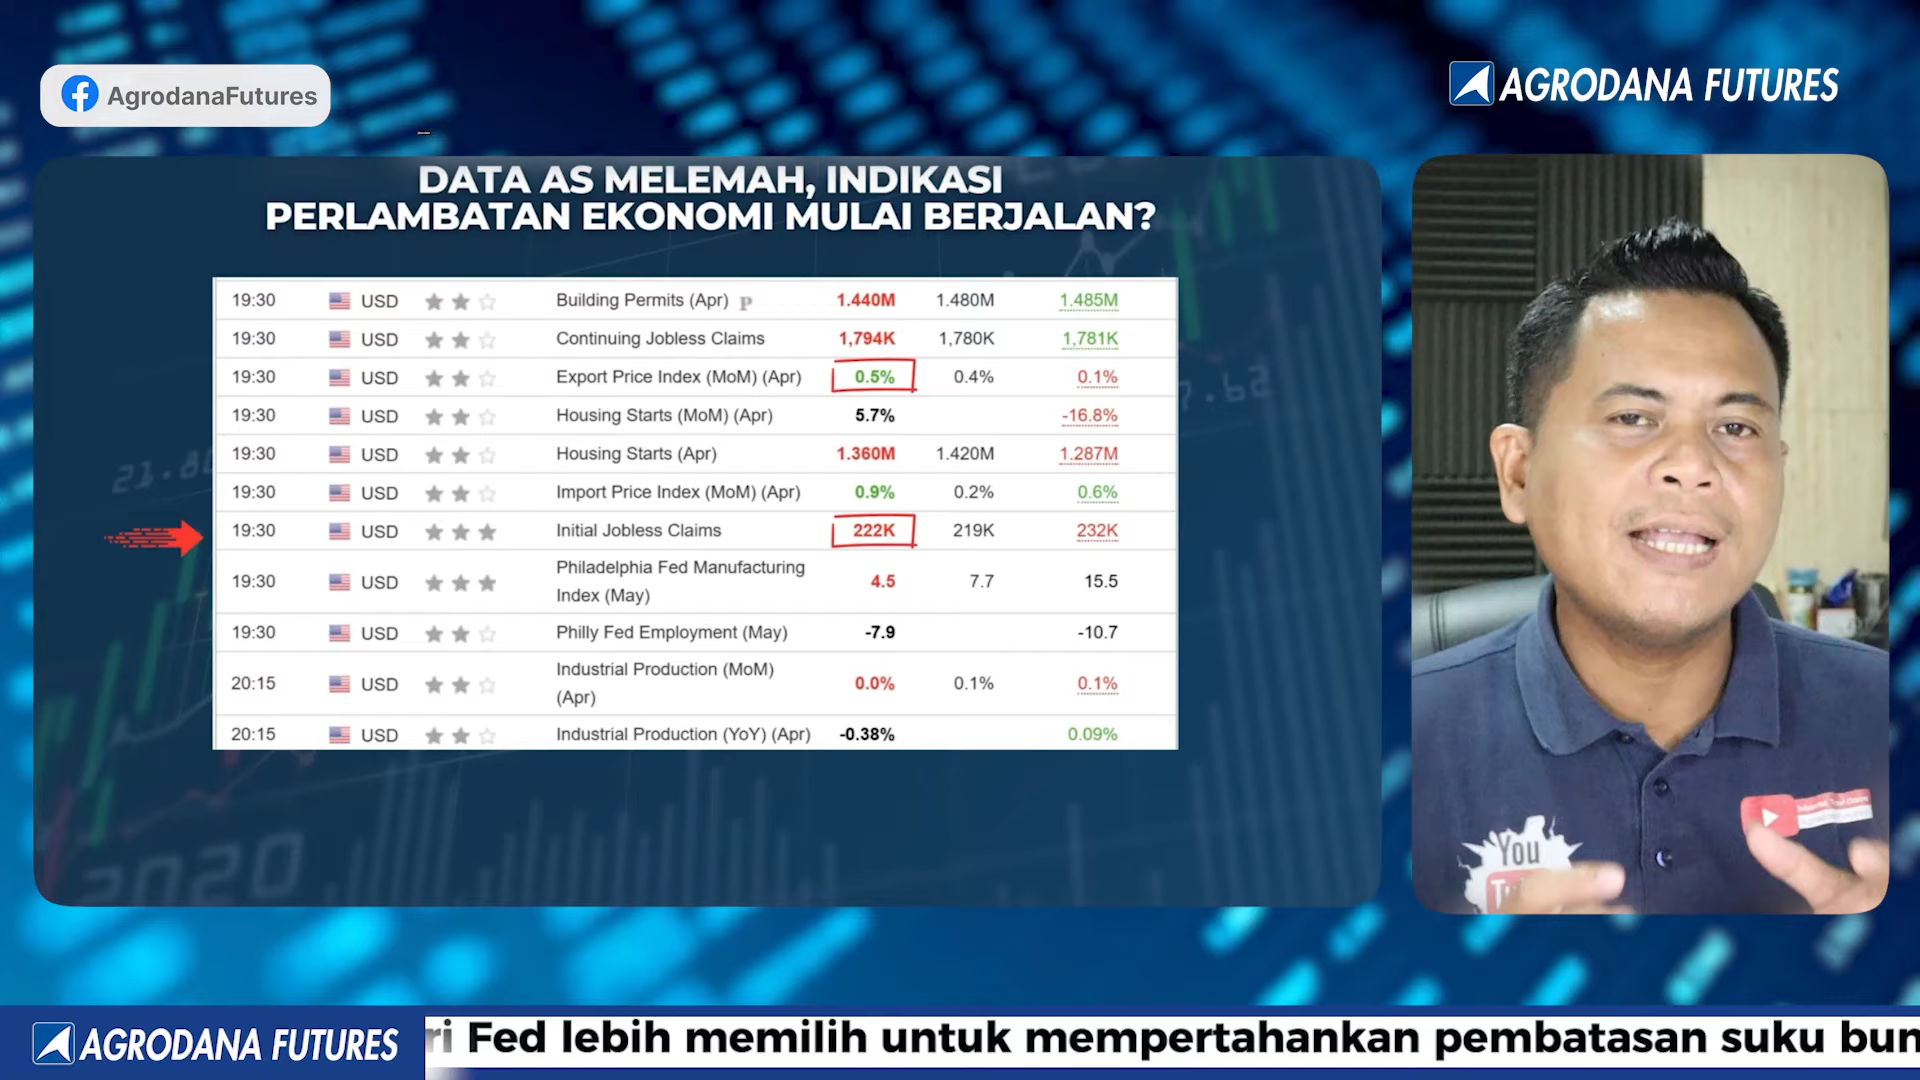 AgrodanaFutures
AGRODANA FUTURES
DATA AS MELEMAH, INDIKASI
PERLAMBATAN EKONOMI MULAI BERJALAN?
19:30 USD Building Permits (Apr) P 1.440M 1.480M 1.485M
19:30 USD Continuing Jobless Claims 1,794K 1,780K 1,781K
19:30 USD Export Price Index (MoM) (Apr) 0.5% 0.4% 0.1%
19:30 USD Housing Starts (MoM) (Apr) 5.7% -16.8%
19:30 USD Housing Starts (Apr) 1.360M 1.420M 1.287M
19:30 USD Import Price Index (MoM) (Apr) 0.9% 0.2% 0.6%
19:30 USD Initial Jobless Claims 222K 219K 232K
19:30 USD Philadelphia Fed Manufacturing
Index (May) 4.5 7.7 15.5
19:30 USD Philly Fed Employment (May) -7.9 -10.7
20:15 USD Industrial Production (MoM)
(Apr) 0.0% 0.1% 0.1%
20:15 USD Industrial Production (YoY) (Apr) -0.38% 0.09%
2020
You
AGRODANA FUTURES
ri Fed lebih memilih untuk mempertahankan pembatasan suku bun